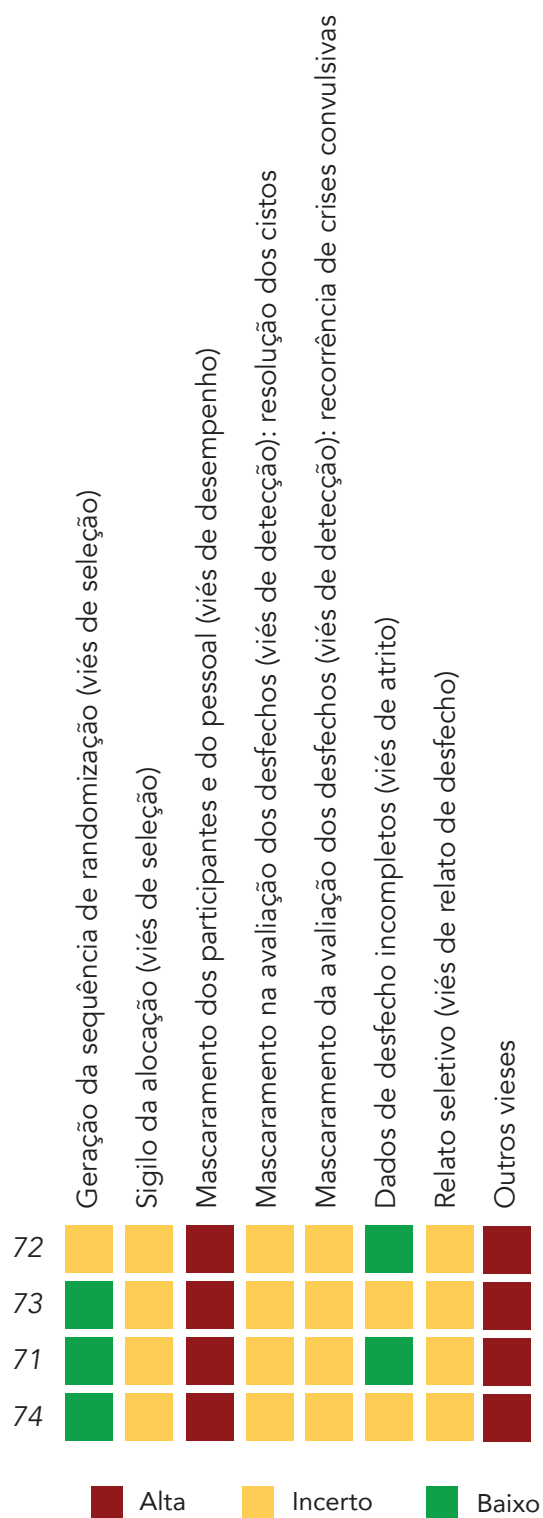 Geração da sequência de randomização (viés de seleção)
Sigilo da alocação (viés de seleção)
Mascaramento dos participantes e do pessoal (viés de desempenho)
Mascaramento na avaliação dos desfechos (viés de detecção): resolução dos cistos
Mascaramento da avaliação dos desfechos (viés de detecção): recorrência de crises convulsivas
Dados de desfecho incompletos (viés de atrito)
Relato seletivo (viés de relato de desfecho)
Outros vieses
72
73
71
74
Alta
Incerto
Baixo